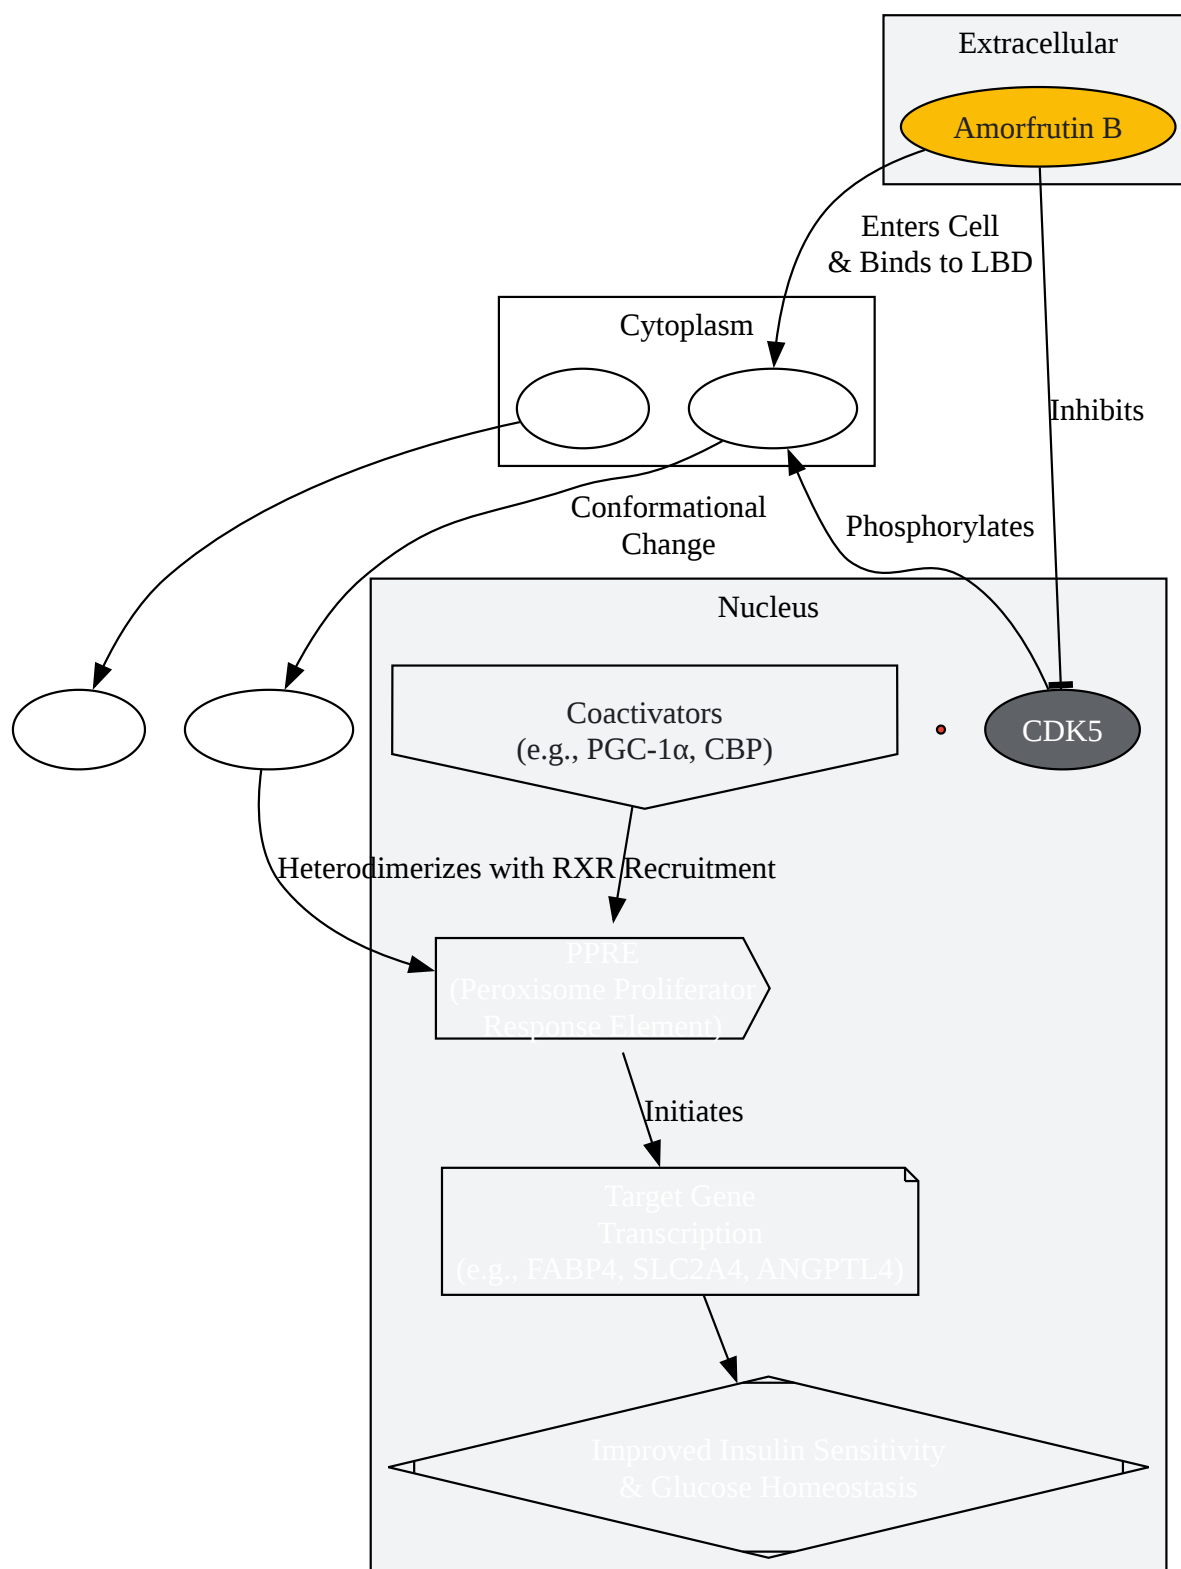 Extracellular
Amorfrutin B
Enters Cell
& Binds to LBD
Cytoplasm
Inhibits
Conformational
Change
Phosphorylates
Nucleus
Coactivators
(e.g., PGC-1α, CBP)
CDK5
Heterodimerizes with RXR
Recruitment
PPRE
(Peroxisome Proliferator
Response Element)
Initiates
Target Gene
Transcription
(e.g., FABP4, SLC2A4, ANGPTL4)
Improved Insulin Sensitivity
& Glucose Homeostasis